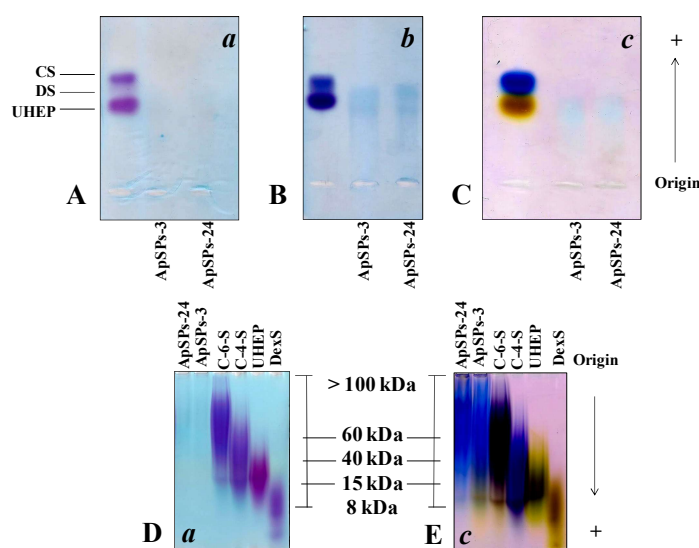 a
b
c
+
CS
DS
UHEP
A
B
C
Origin
ApSPs-3
ApSPs-24
ApSPs-3
ApSPs-24
ApSPs-3
ApSPs-24
ApSPs-24
ApSPs-3
C-6-S
C-4-S
UHEP
DexS
ApSPs-24
ApSPs-3
C-6-S
C-4-S
UHEP
DexS
Origin
> 100 kDa
60 kDa
40 kDa
15 kDa
8 kDa
D
a
E
c
+